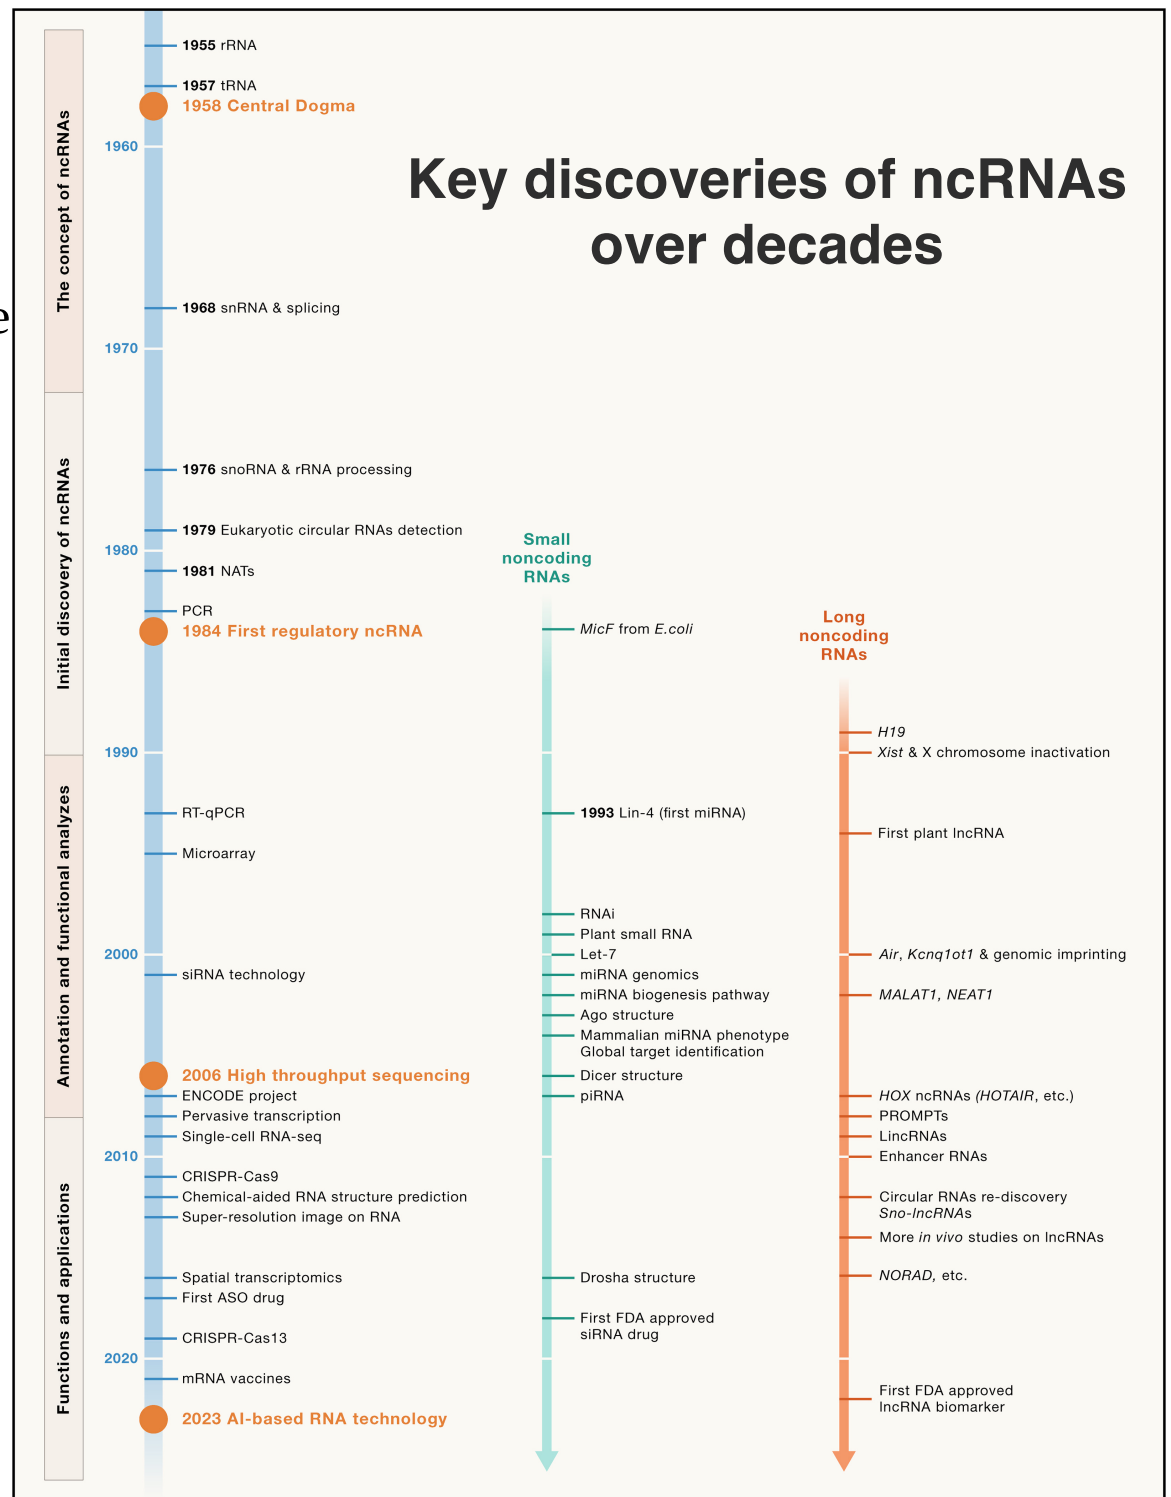 e
Key discoveries of ncRNAs
over decades
The concept of ncRNAs
Initial discovery of ncRNAs
Annotation and functional analyzes
Functions and applications
1955 rRNA
1957 tRNA
1958 Central Dogma
1960
1968 snRNA & splicing
1970
1976 snoRNA & rRNA processing
1979 Eukaryotic circular RNAs detection
1980
1981 NATs
PCR
1984 First regulatory ncRNA
1990
RT-qPCR
Microarray
2000
siRNA technology
2006 High throughput sequencing
ENCODE project
Pervasive transcription
Single-cell RNA-seq
2010
CRISPR-Cas9
Chemical-aided RNA structure prediction
Super-resolution image on RNA
Spatial transcriptomics
First ASO drug
CRISPR-Cas13
2020
mRNA vaccines
2023 AI-based RNA technology
Small
noncoding
RNAs
MicF from E.coli
1993 Lin-4 (first miRNA)
RNAi
Plant small RNA
Let-7
miRNA genomics
miRNA biogenesis pathway
Ago structure
Mammalian miRNA phenotype
Global target identification
Dicer structure
piRNA
Drosha structure
First FDA approved
siRNA drug
Long
noncoding
RNAs
H19
Xist & X chromosome inactivation
First plant lncRNA
Air, Kcnq1ot1 & genomic imprinting
MALAT1, NEAT1
HOX ncRNAs (HOTAIR, etc.)
PROMPTs
LincRNAs
Enhancer RNAs
Circular RNAs re-discovery
Sno-lncRNAs
More in vivo studies on lncRNAs
NORAD, etc.
First FDA approved
lncRNA biomarker